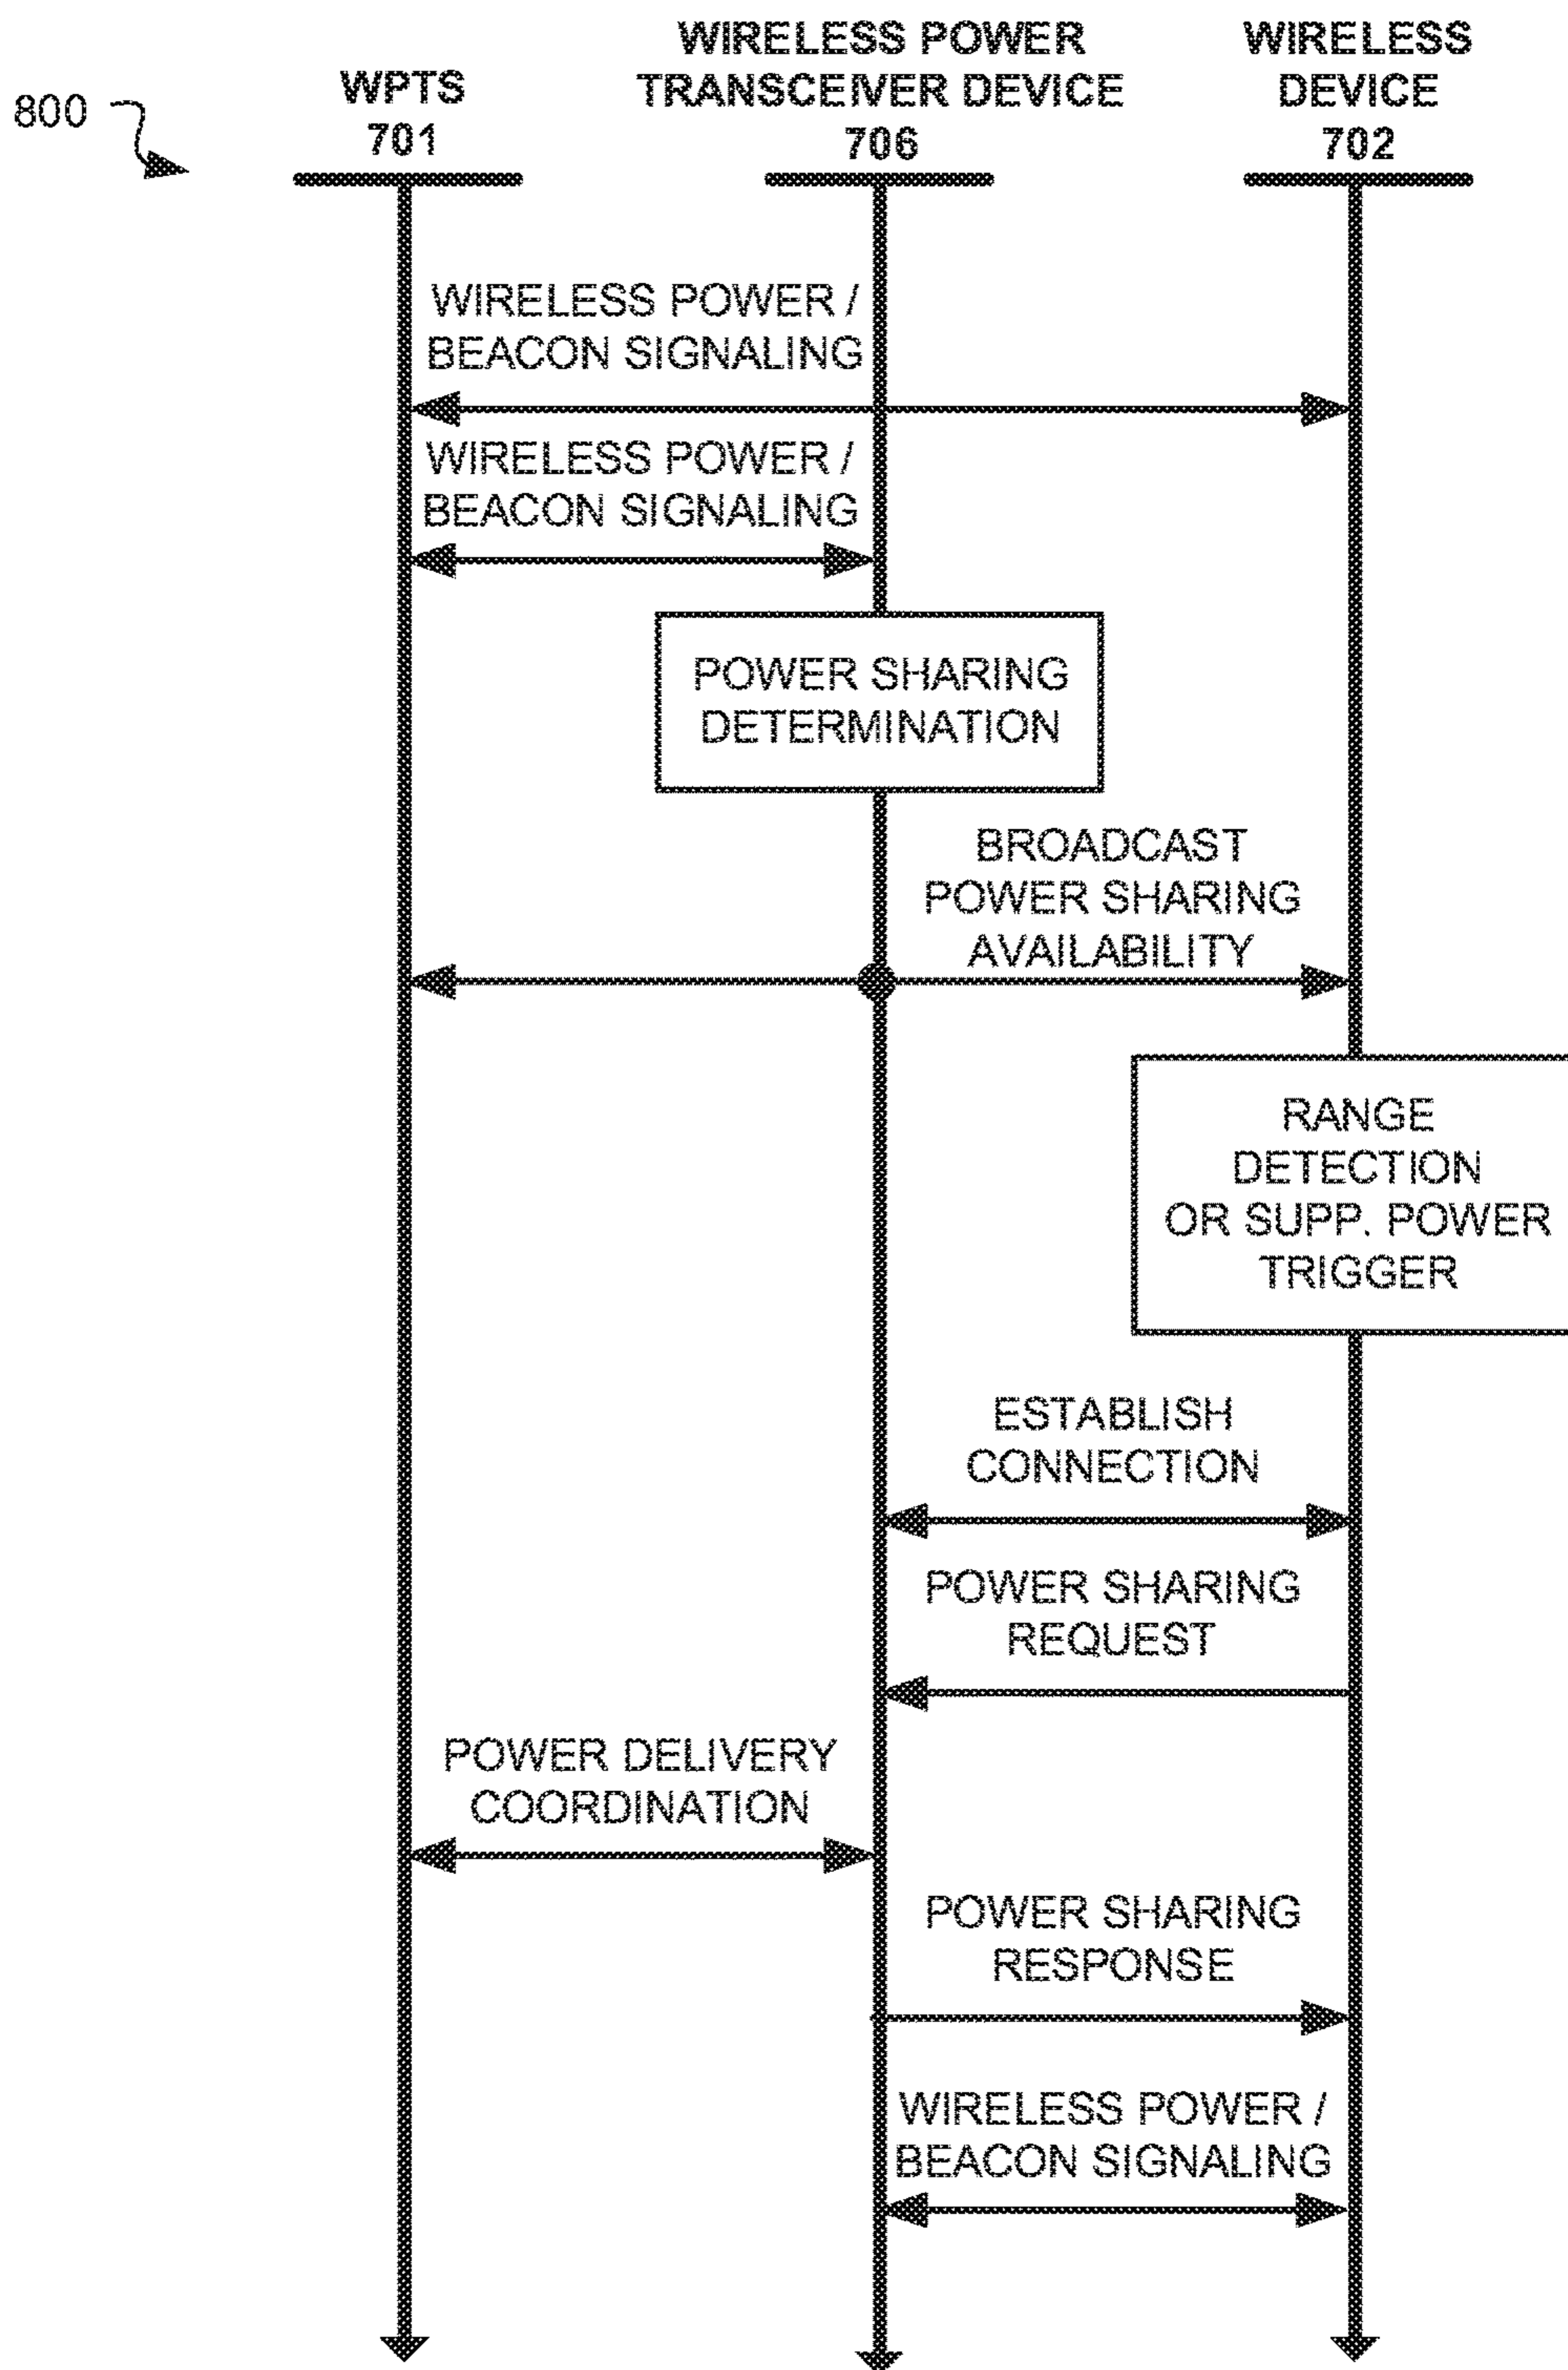 800
WPTS
701
WIRELESS POWER
TRANSCEIVER DEVICE
706
WIRELESS
DEVICE
702
WIRELESS POWER /
BEACON SIGNALING
WIRELESS POWER /
BEACON SIGNALING
POWER SHARING
DETERMINATION
BROADCAST
POWER SHARING
AVAILABILITY
RANGE
DETECTION
OR SUPP. POWER
TRIGGER
ESTABLISH
CONNECTION
POWER SHARING
REQUEST
POWER DELIVERY
COORDINATION
POWER SHARING
RESPONSE
WIRELESS POWER /
BEACON SIGNALING